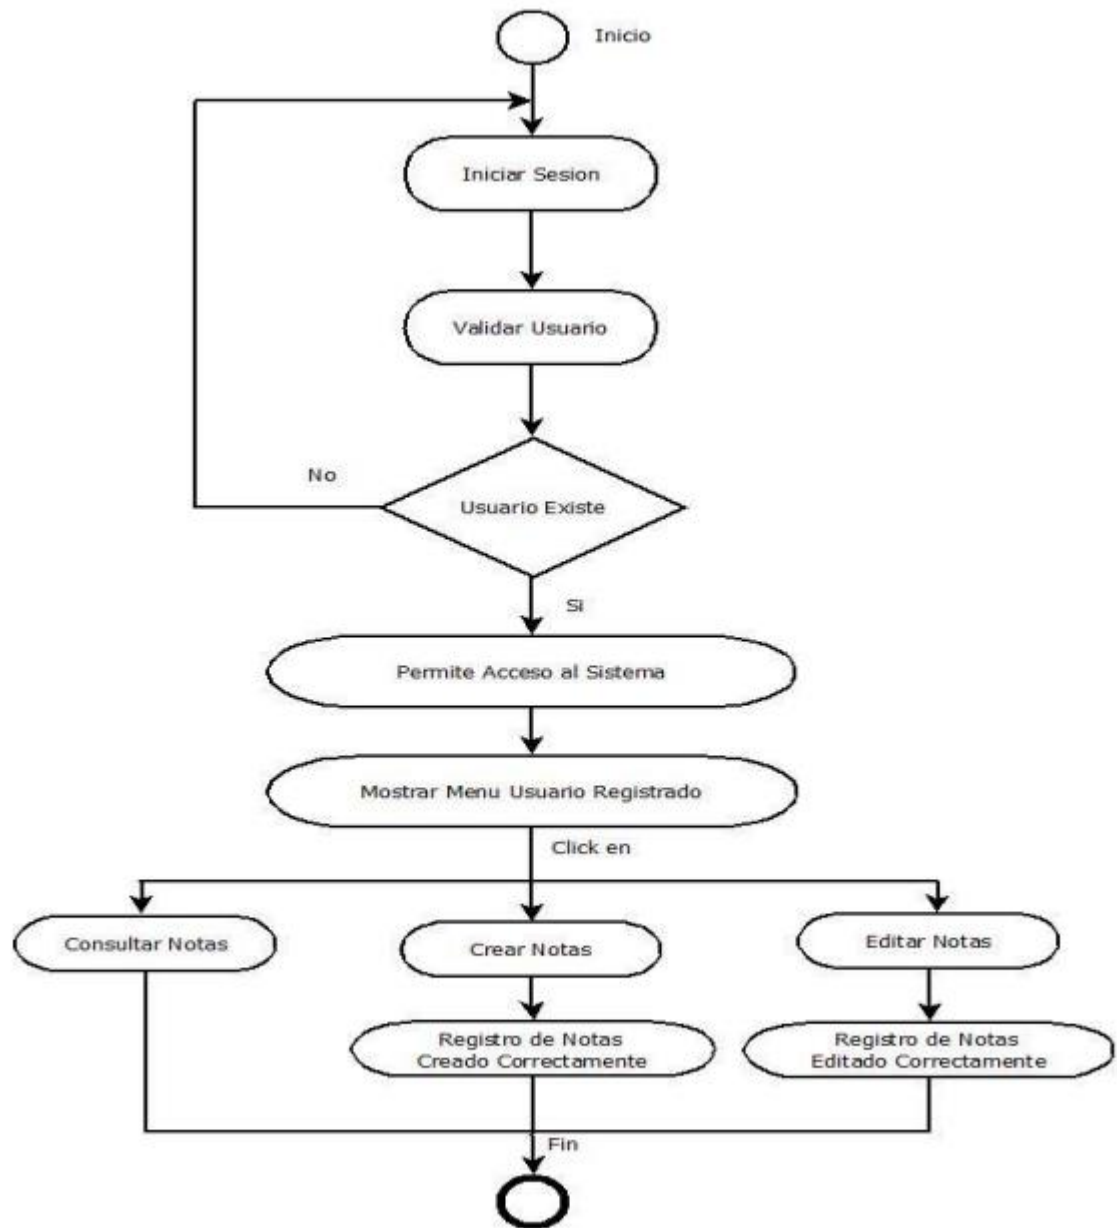 Inicio
Iniciar Sesion
Validar Usuario
No
Usuario Existe
Si
Permite Acceso al Sistema
Mostrar Menu Usuario Registrado
Click en
Consultar Notas
Crear Notas
Editar Notas
Registro de Notas
Creado Correctamente
Registro de Notas
Editado Correctamente
Fin